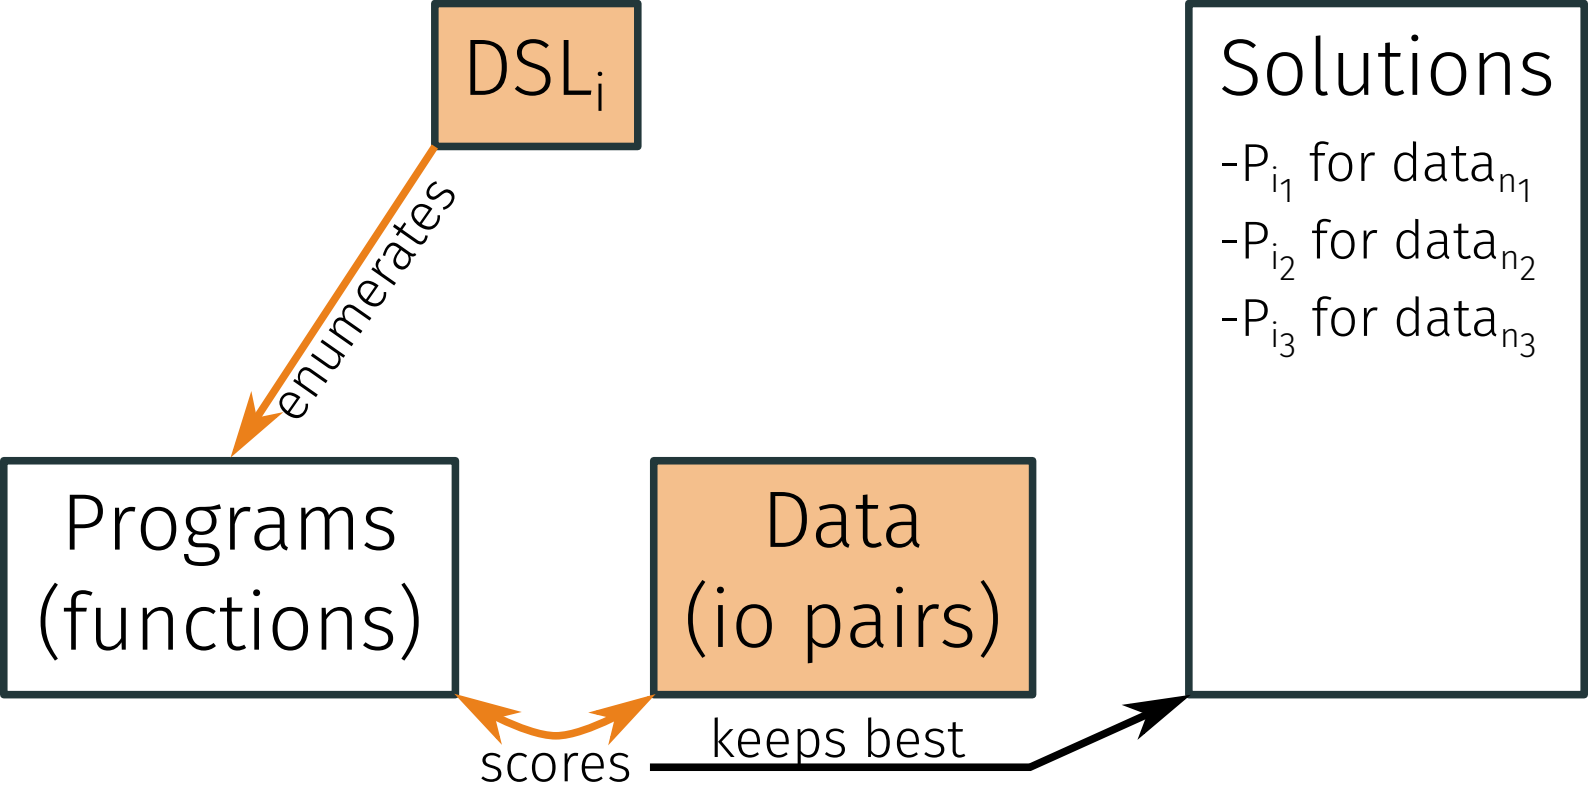 DSLi
enumerates
Programs
(functions)
Data
(io pairs)
scores
keeps best
Solutions
-Pi1 for datan1
-Pi2 for datan2
-Pi3 for datan3